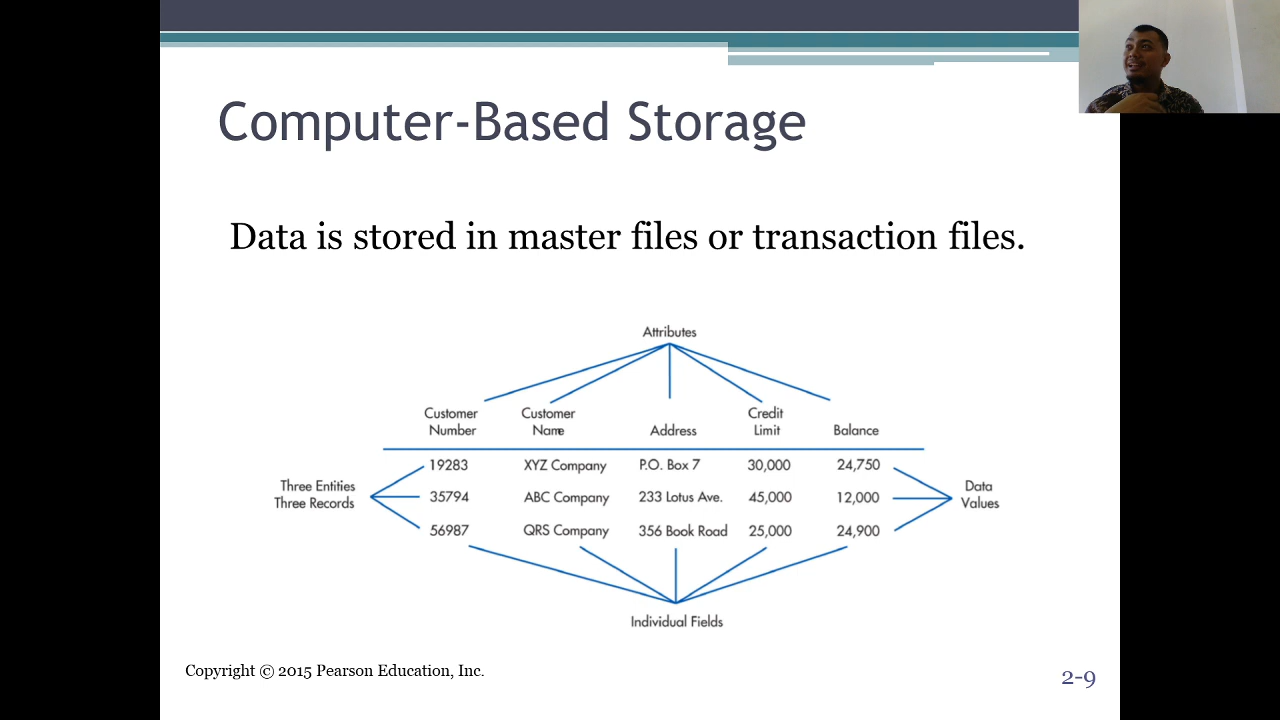 Computer-Based Storage
Data is stored in master files or transaction files.
Attributes
Customer Number
Customer Name
Address
Credit Limit
Balance
Three Entities
Three Records
19283 XYZ Company P.O. Box 7 30,000 24,750
35794 ABC Company 233 Lotus Ave. 45,000 12,000
56987 QRS Company 356 Book Road 25,000 24,900
Data
Values
Individual Fields
Copyright © 2015 Pearson Education, Inc.
2-9